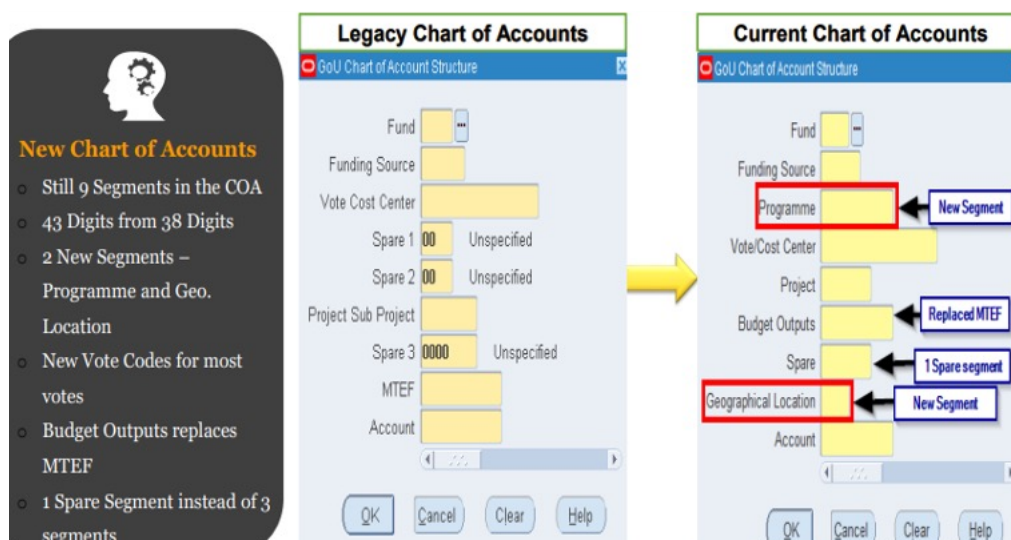 New Chart of Accounts
Still 9 Segments in the COA
43 Digits from 38 Digits
2 New Segments –
Programme and Geo.
Location
New Vote Codes for most
votes
Budget Outputs replaces
MTEF
1 Spare Segment instead of 3
segments
Legacy Chart of Accounts
GoU Chart of Account Structure
Fund
Funding Source
Vote Cost Center
Spare 1 00 Unspecified
Spare 2 00 Unspecified
Project Sub Project
Spare 3 0000 Unspecified
MTEF
Account
OK Cancel Clear Help
Current Chart of Accounts
GoU Chart of Account Structure
Fund
Funding Source
Programme New Segment
Vote/Cost Center
Project
Budget Outputs Replaced MTEF
Spare 1 Spare segment
Geographical Location New Segment
Account
OK Cancel Clear Help